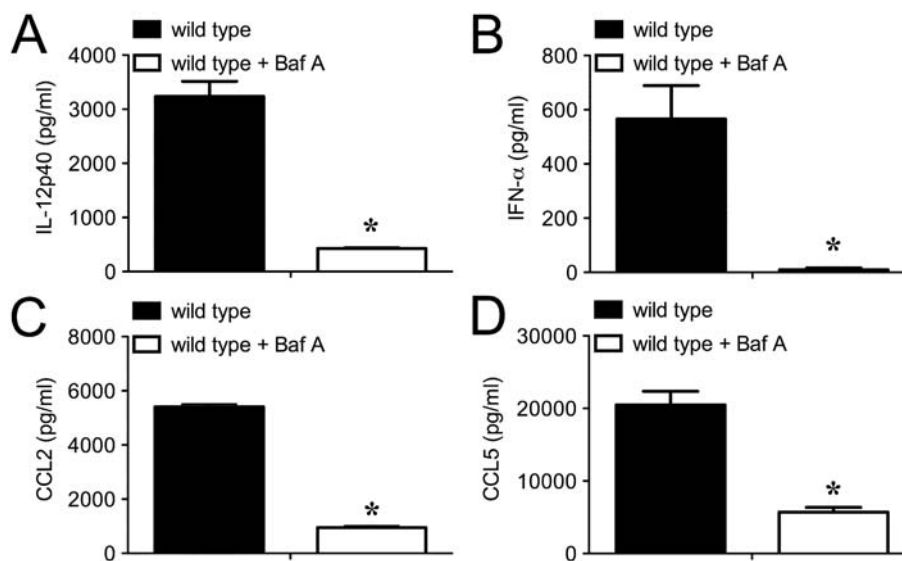 A
wild type
wild type + Baf A
IL-12p40 (pg/ml)
4000
3000
2000
1000
0
*
B
wild type
wild type + Baf A
IFN-α (pg/ml)
800
600
400
200
0
*
C
wild type
wild type + Baf A
CCL2 (pg/ml)
8000
6000
4000
2000
0
*
D
wild type
wild type + Baf A
CCL5 (pg/ml)
30000
20000
10000
0
*